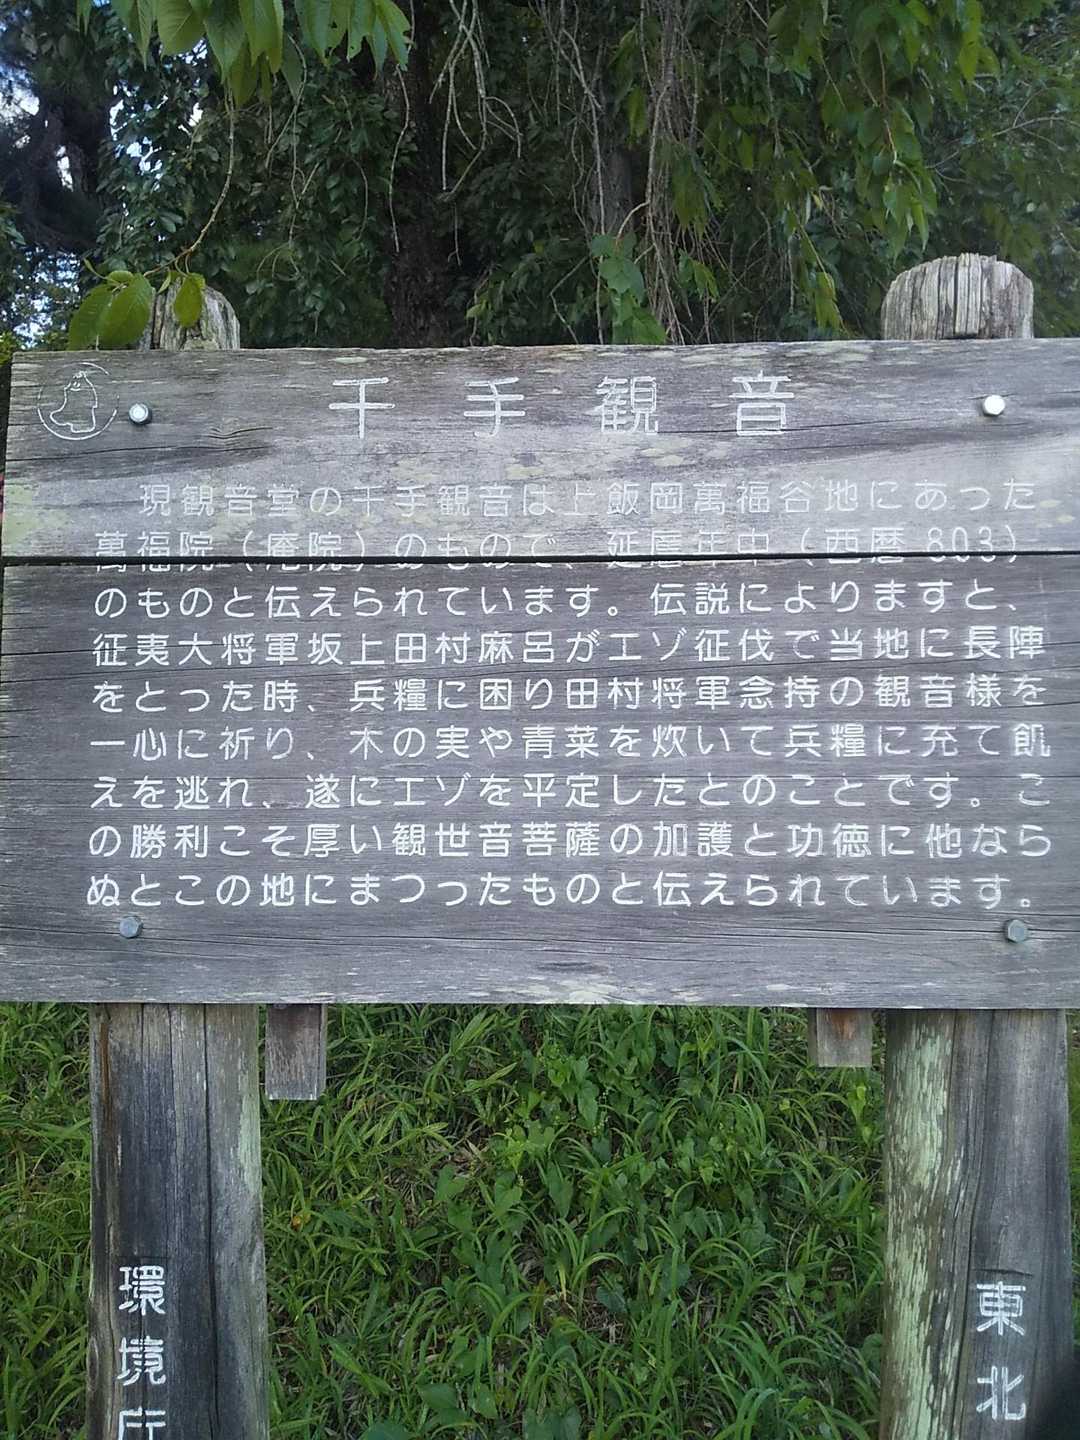 千手観音
現観音堂の千手観音は上飯岡萬福谷地にあった
萬福院（庵院）のもので、延暦年中（西暦803）
のものと伝えられています。伝説によりますと、
征夷大将軍坂上田村麻呂がエゾ征伐で当地に長陣
をとった時、兵糧に困り田村将軍念持の観音様を
一心に祈り、木の実や青菜を炊いて兵糧に充て飢
えを逃れ、遂にエゾを平定したとのことです。こ
の勝利こそ厚い観世音菩薩の加護と功徳に他なら
ぬとこの地にまつったものと伝えられています。
環境庁
東北